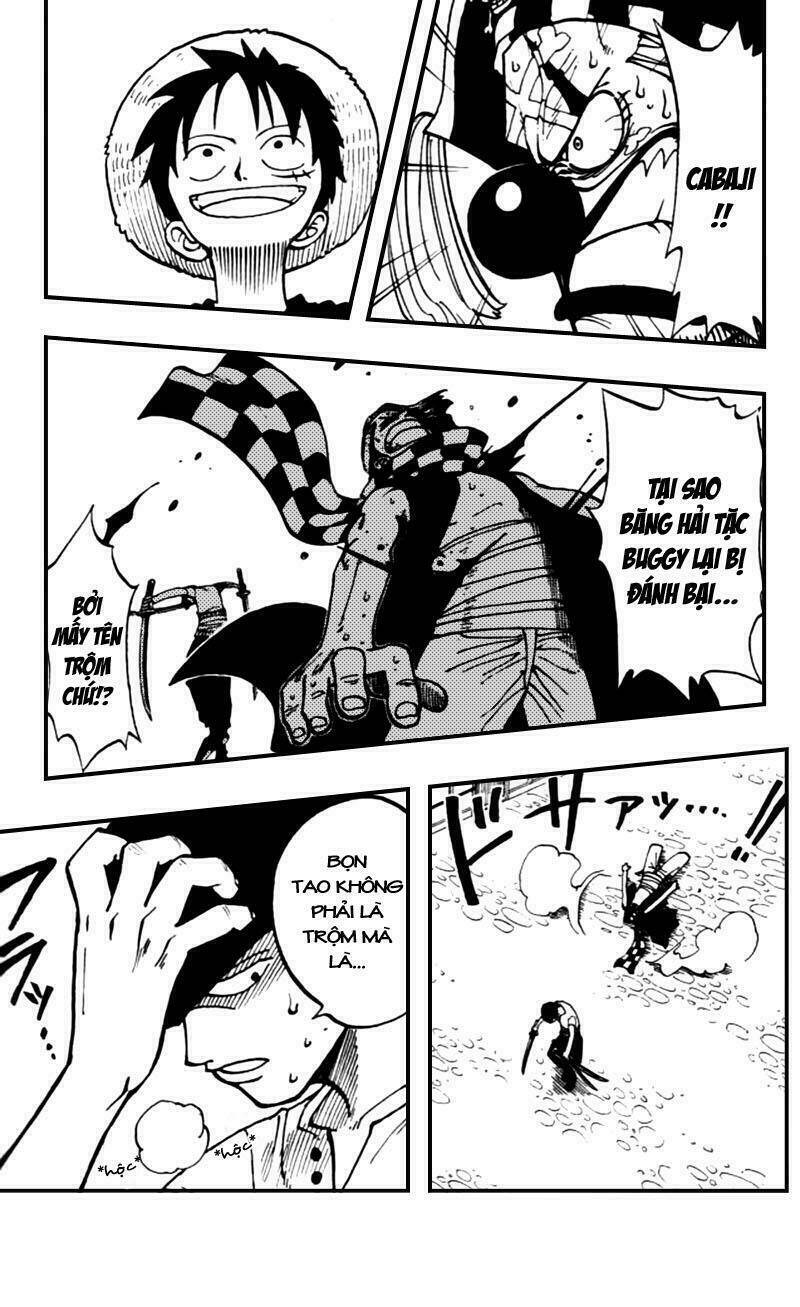 CABAJI
!!
TẠI SAO
BĂNG HẢI TẶC
BUGGY LẠI BỊ
ĐÁNH BẠI...
BỞI
MẤY TÊN
TRỘM
CHỨ!?
ドサァッ....
BỌN
TAO KHÔNG
PHẢI LÀ
TRỘM MÀ
LÀ...
*hộc*
*hộc*